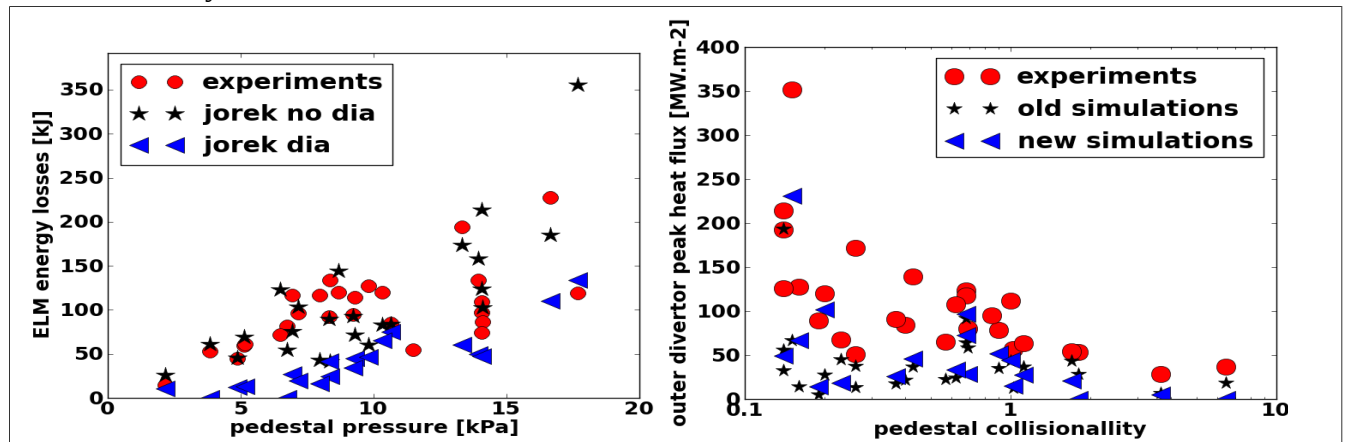 experiments
jorek no dia
jorek dia
ELM energy losses [kJ]
350
300
250
200
150
100
50
0
0
5
10
15
20
pedestal pressure [kPa]
experiments
old simulations
new simulations
outer divertor peak heat flux [MW.m-2]
400
350
300
250
200
150
100
50
0
0.1
1
10
pedestal collisionallity